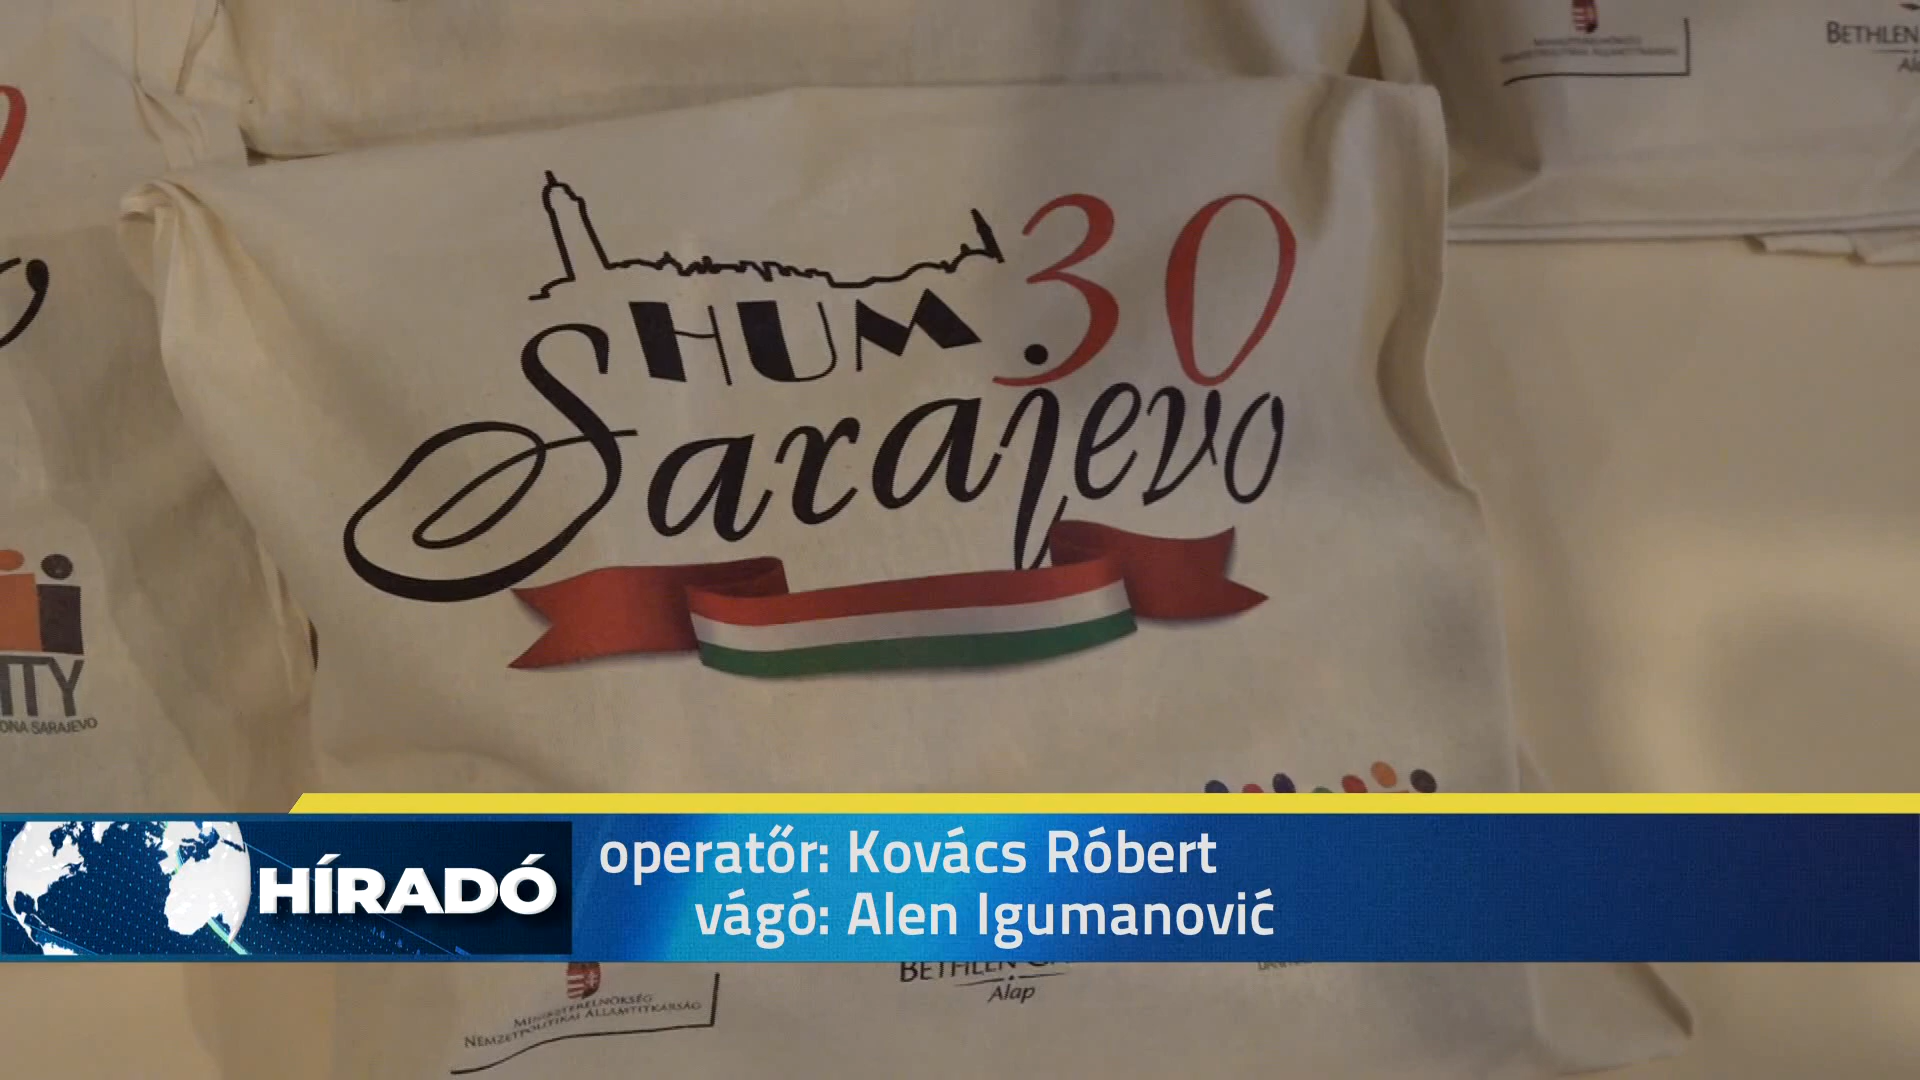 BETHLEN
30
HUM
Sarajevo
ITY
ONA SARAJEVO
HÍRADÓ
operatőr: Kovács Róbert
vágó: Alen Igumanović
BETHLEN
Alap
MINISZTERELNÖKSÉG
NEMZETPOLITIKAI ÁLLAMTITKÁRSÁG